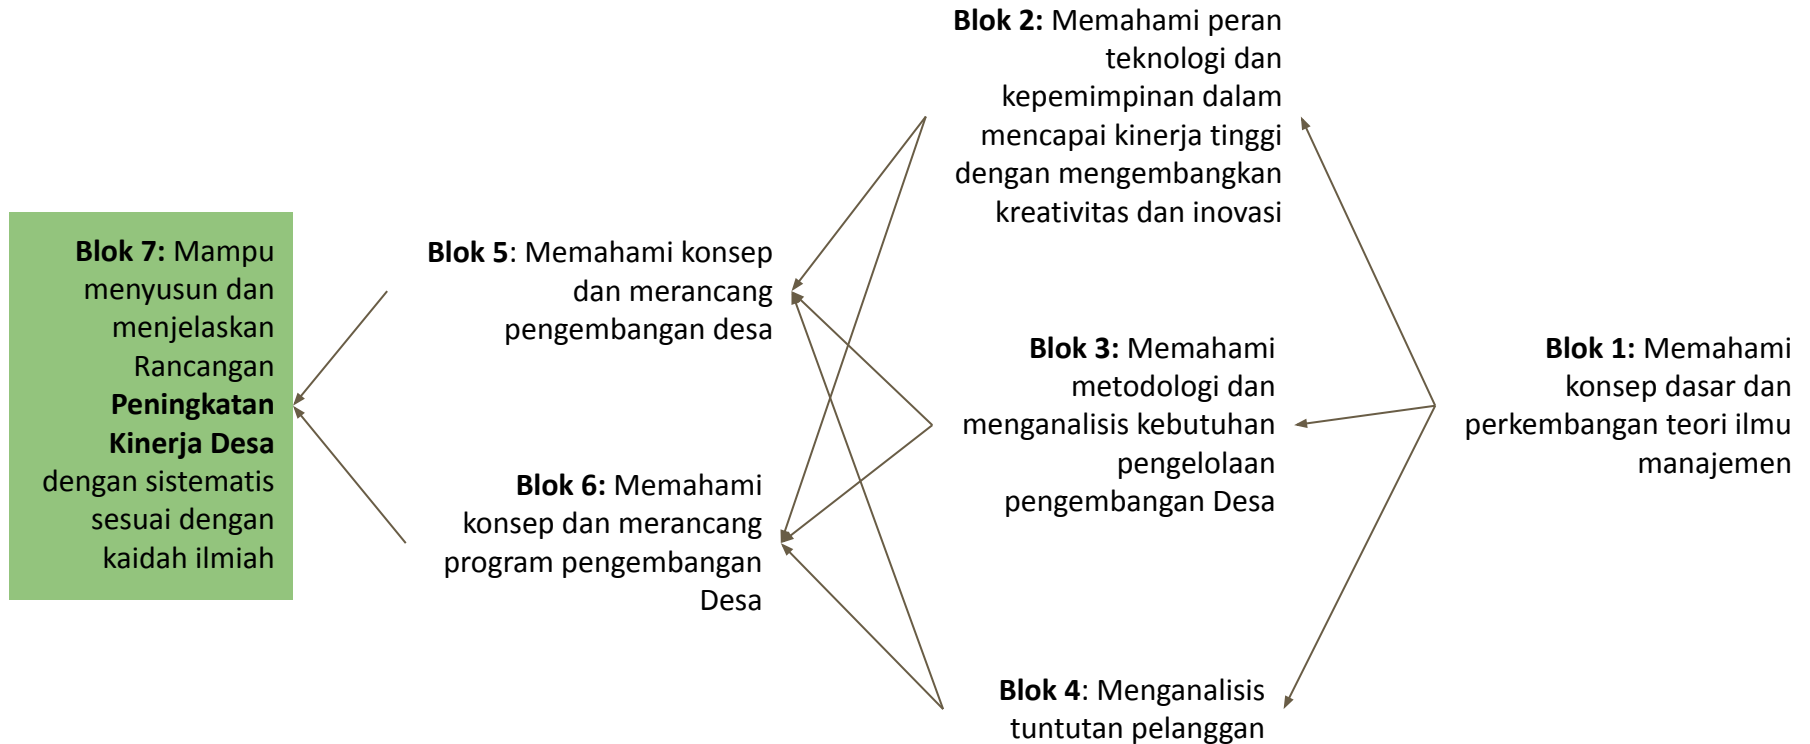 Blok 2: Memahami peran
teknologi dan
kepemimpinan dalam
mencapai kinerja tinggi
dengan mengembangkan
kreativitas dan inovasi
Blok 7: Mampu
menyusun dan
menjelaskan
Rancangan
Peningkatan
Kinerja Desa
dengan sistematis
sesuai dengan
kaidah ilmiah
Blok 5: Memahami konsep
dan merancang
pengembangan desa
Blok 3: Memahami
metodologi dan
menganalisis kebutuhan
pengelolaan
pengembangan Desa
Blok 1: Memahami
konsep dasar dan
perkembangan teori ilmu
manajemen
Blok 6: Memahami
konsep dan merancang
program pengembangan
Desa
Blok 4: Menganalisis
tuntutan pelanggan